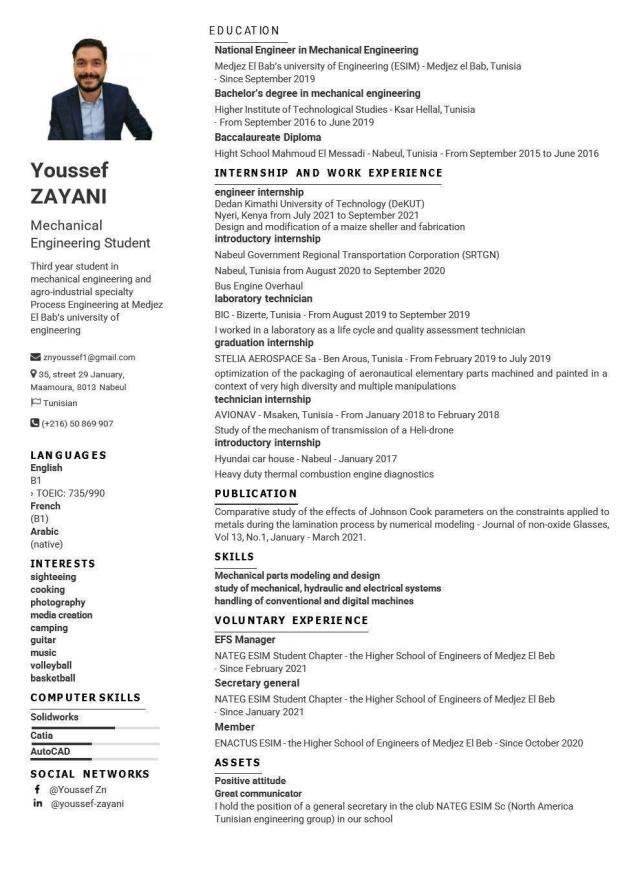 Youssef
ZAYANI
Mechanical
Engineering Student
Third year student in
mechanical engineering and
agro-industrial specialty
Process Engineering at Medjez
El Bab's university of
engineering
znyoussef1@gmail.com
35, street 29 January,
Maamoura, 8013 Nabeul
Tunisian
(+216) 50 869 907
LANGUAGES
English
B1
› TOEIC: 735/990
French
(B1)
Arabic
(native)
INTERESTS
sighteeing
cooking
photography
media creation
camping
guitar
music
volleyball
basketball
COMPUTER SKILLS
Solidworks
Catia
AutoCAD
SOCIAL NETWORKS
@Youssef Zn
@youssef-zayani
EDUCATION
National Engineer in Mechanical Engineering
Medjez El Bab's university of Engineering (ESIM) - Medjez el Bab, Tunisia
- Since September 2019
Bachelor's degree in mechanical engineering
Higher Institute of Technological Studies - Ksar Hellal, Tunisia
- From September 2016 to June 2019
Baccalaureate Diploma
Hight School Mahmoud El Messadi - Nabeul, Tunisia - From September 2015 to June 2016
INTERNSHIP AND WORK EXPERIENCE
engineer internship
Dedan Kimathi University of Technology (DeKUT)
Nyeri, Kenya from July 2021 to September 2021
Design and modification of a maize sheller and fabrication
introductory internship
Nabeul Government Regional Transportation Corporation (SRTGN)
Nabeul, Tunisia from August 2020 to September 2020
Bus Engine Overhaul
laboratory technician
BIC - Bizerte, Tunisia - From August 2019 to September 2019
I worked in a laboratory as a life cycle and quality assessment technician
graduation internship
STELIA AEROSPACE Sa - Ben Arous, Tunisia - From February 2019 to July 2019
optimization of the packaging of aeronautical elementary parts machined and painted in a
context of very high diversity and multiple manipulations
technician internship
AVIONAV - Msaken, Tunisia - From January 2018 to February 2018
Study of the mechanism of transmission of a Heli-drone
introductory internship
Hyundai car house - Nabeul - January 2017
Heavy duty thermal combustion engine diagnostics
PUBLICATION
Comparative study of the effects of Johnson Cook parameters on the constraints applied to
metals during the lamination process by numerical modeling - Journal of non-oxide Glasses,
Vol 13, No.1, January - March 2021.
SKILLS
Mechanical parts modeling and design
study of mechanical, hydraulic and electrical systems
handling of conventional and digital machines
VOLUNTARY EXPERIENCE
EFS Manager
NATEG ESIM Student Chapter - the Higher School of Engineers of Medjez El Beb
- Since February 2021
Secretary general
NATEG ESIM Student Chapter - the Higher School of Engineers of Medjez El Beb
- Since January 2021
Member
ENACTUS ESIM - the Higher School of Engineers of Medjez El Beb - Since October 2020
ASSETS
Positive attitude
Great communicator
I hold the position of a general secretary in the club NATEG ESIM Sc (North America
Tunisian engineering group) in our school